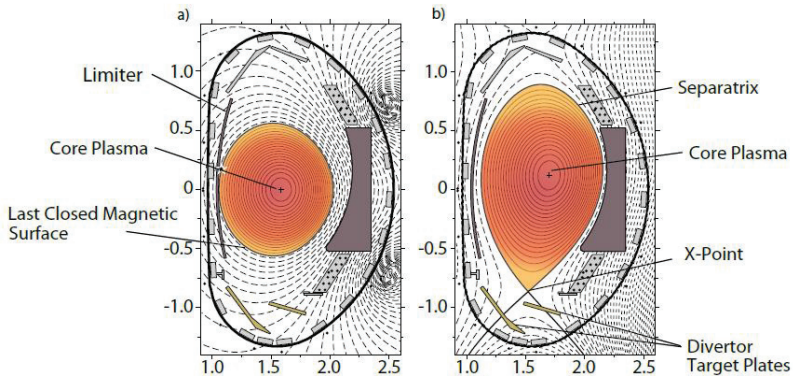 a)
b)
Limiter
Core Plasma
Last Closed Magnetic
Surface
1.0
0.5
0
-0.5
-1.0
1.0
1.5
2.0
2.5
1.0
0.5
0
-0.5
-1.0
1.0
1.5
2.0
2.5
Separatrix
Core Plasma
X-Point
Divertor
Target Plates